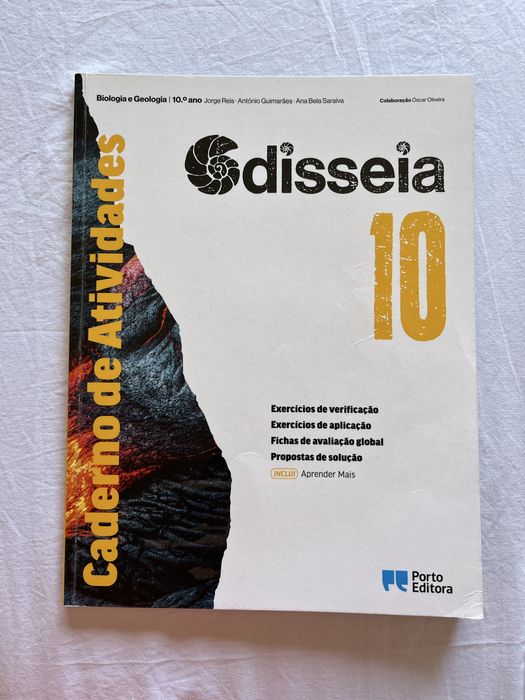 Biologia e Geologia | 10.º ano Jorge Reis · António Guimarães · Ana Bela Saraiva
Colaboração Óscar Oliveira
Caderno de Atividades
Odisseia
10
Exercícios de verificação
Exercícios de aplicação
Fichas de avaliação global
Propostas de solução
INCLUI Aprender Mais
Porto
Editora